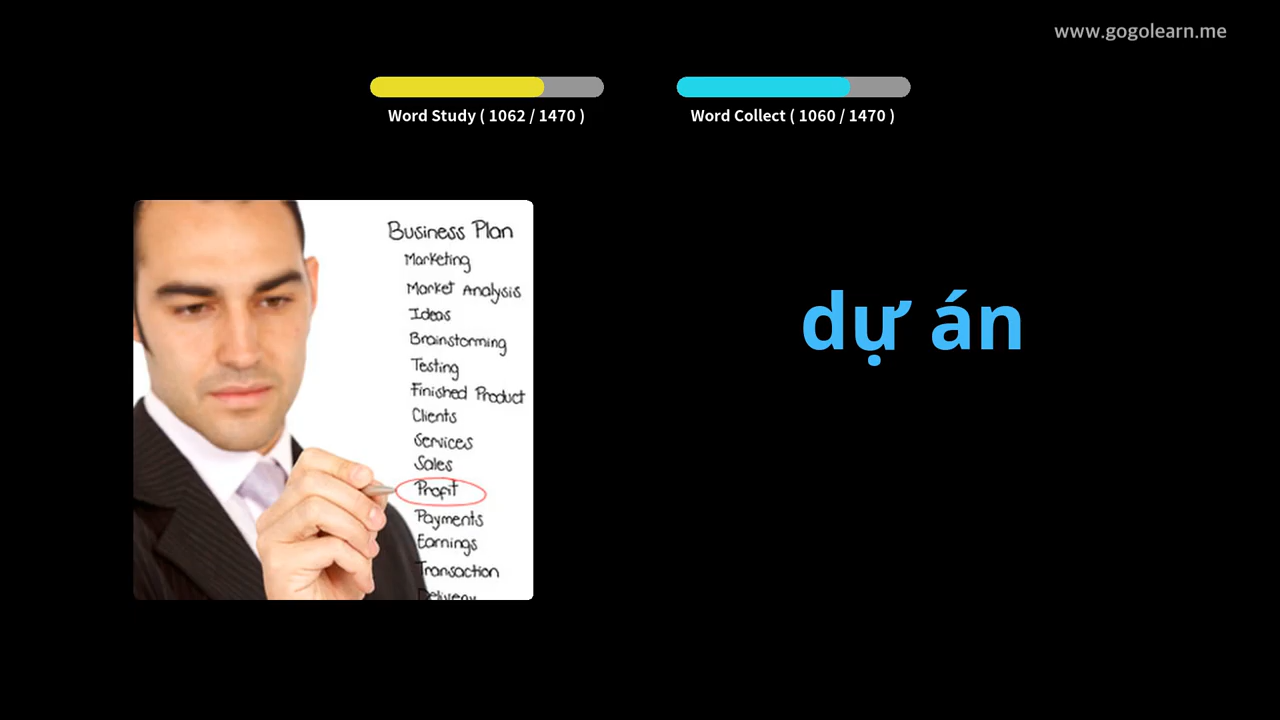 www.gogolearn.me
Word Study ( 1062 / 1470 )
Word Collect ( 1060 / 1470 )
Business Plan
Marketing
Market Analysis
Ideas
Brainstorming
Testing
Finished Product
Clients
Services
Sales
Profit
Payments
Earnings
Transaction
Delivery
dự án